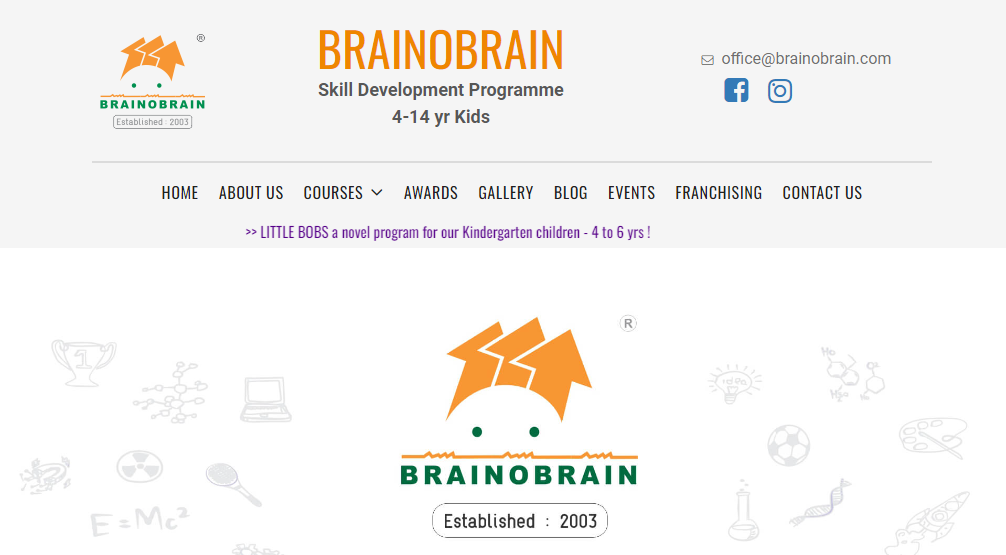 ®
BRAINOBRAIN
Established : 2003
BRAINOBRAIN
Skill Development Programme
4-14 yr Kids
office@brainobrain.com
HOME ABOUT US COURSES AWARDS GALLERY BLOG EVENTS FRANCHISING CONTACT US
>> LITTLE BOBS a novel program for our Kindergarten children - 4 to 6 yrs !
®
BRAINOBRAIN
Established : 2003
1
E=Mc²